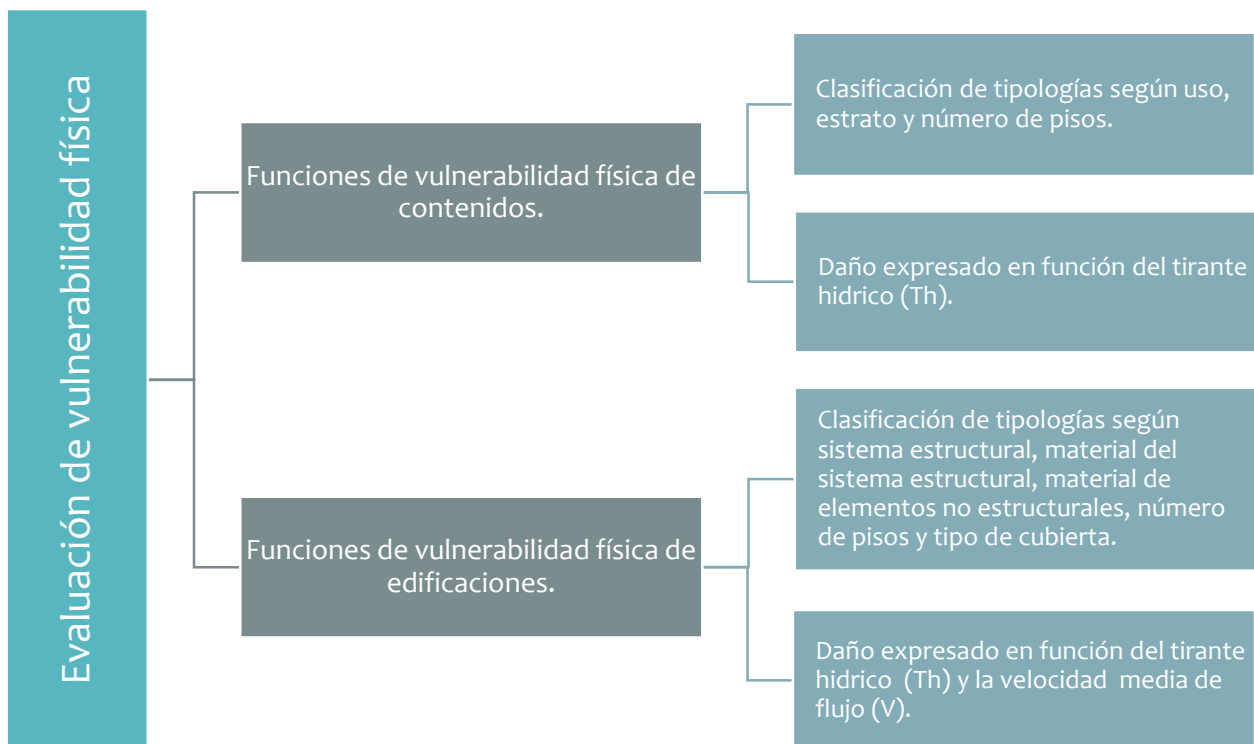 Evaluación de vulnerabilidad física
Funciones de vulnerabilidad física de
contenidos.
Clasificación de tipologías según uso,
estrato y número de pisos.
Daño expresado en función del tirante
hidrico (Th).
Funciones de vulnerabilidad física de
edificaciones.
Clasificación de tipologías según
sistema estructural, material del
sistema estructural, material de
elementos no estructurales, número
de pisos y tipo de cubierta.
Daño expresado en función del tirante
hidrico (Th) y la velocidad media de
flujo (V).